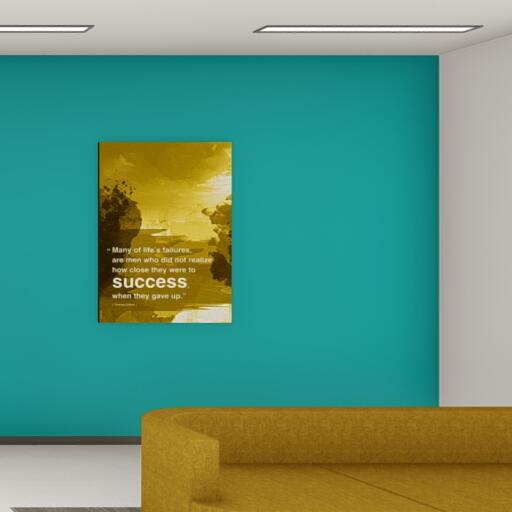 " Many of life's failures,
are men who did not realize
how close they were to
success
when they gave up."